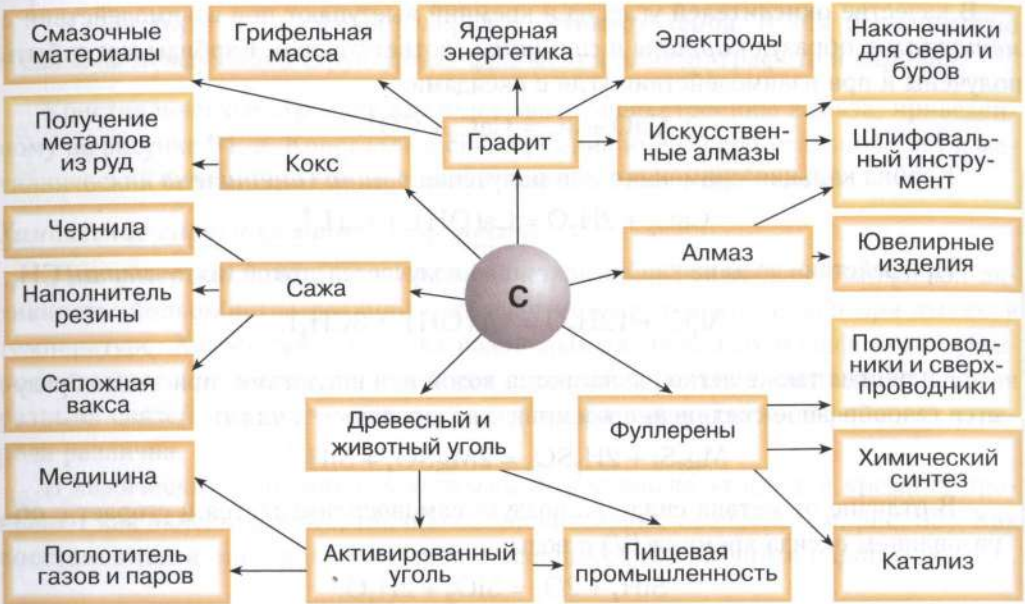 Смазочные
материалы
Грифельная
масса
Ядерная
энергетика
Электроды
Наконечники
для сверл и
буров
Получение
металлов
из руд
Кокс
Графит
Искусствен-
ные алмазы
Шлифоваль-
ный инстру-
мент
Чернила
Сажа
С
Алмаз
Ювелирные
изделия
Наполнитель
резины
Сапожная
вакса
Древесный и
животный уголь
Фуллерены
Полупровод-
ники и сверх-
проводники
Медицина
Химический
синтез
Поглотитель
газов и паров
Активированный
уголь
Пищевая
промышленность
Катализ